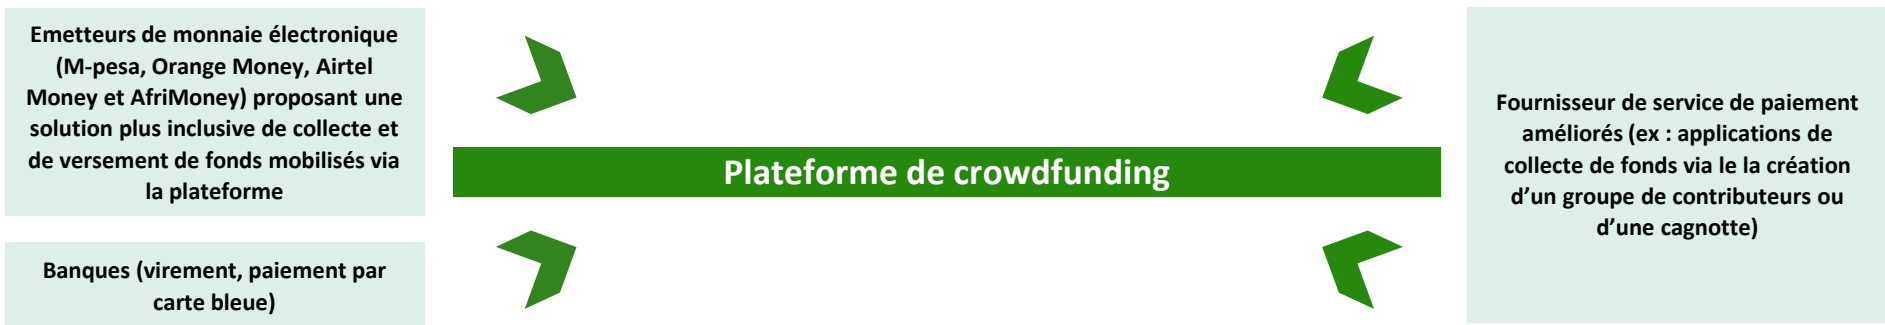 Emetteurs de monnaie électronique
(M-pesa, Orange Money, Airtel
Money et AfriMoney) proposant une
solution plus inclusive de collecte et
de versement de fonds mobilisés via
la plateforme
Banques (virement, paiement par
carte bleue)
Plateforme de crowdfunding
Fournisseur de service de paiement
améliorés (ex : applications de
collecte de fonds via le la création
d’un groupe de contributeurs ou
d’une cagnotte)